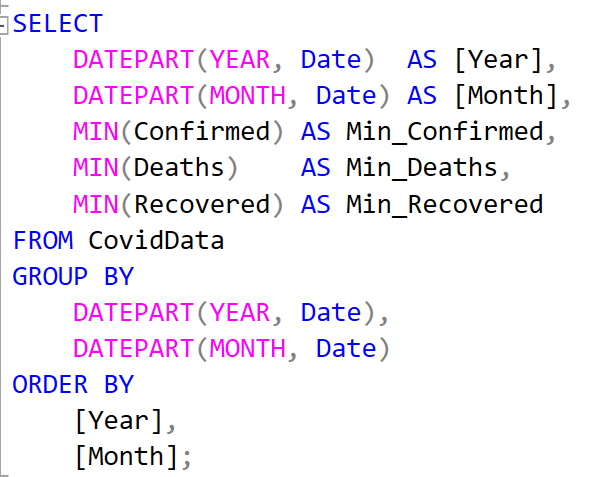 SELECT
    DATEPART(YEAR, Date)  AS [Year],
    DATEPART(MONTH, Date) AS [Month],
    MIN(Confirmed) AS Min_Confirmed,
    MIN(Deaths)    AS Min_Deaths,
    MIN(Recovered) AS Min_Recovered
FROM CovidData
GROUP BY
    DATEPART(YEAR, Date),
    DATEPART(MONTH, Date)
ORDER BY
    [Year],
    [Month];